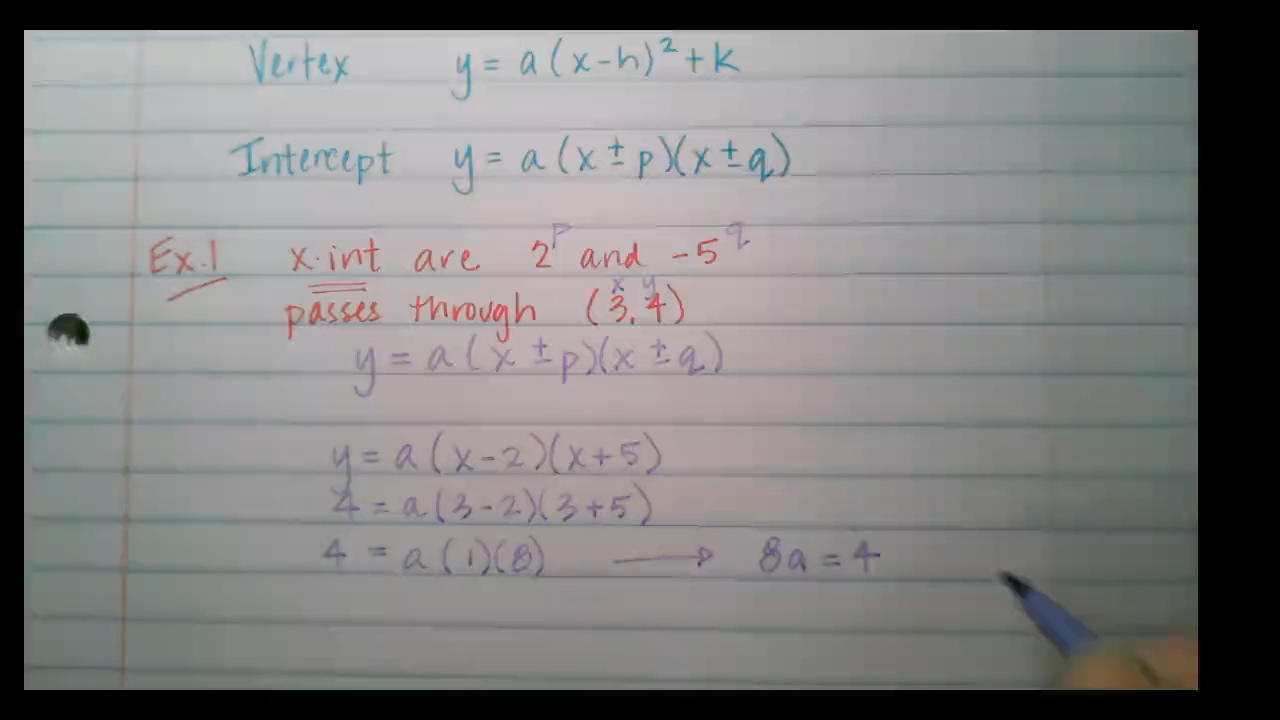 Vertex y = a(x-h)² + k
Intercept y = a(x ± p)(x ± q)
Ex.1 x·int are 2 p and -5 q
x y
passes through (3, 4)
y = a(x ± p)(x ± q)
y = a(x-2)(x+5)
4 = a(3-2)(3+5)
4 = a(1)(8) → 8a = 4